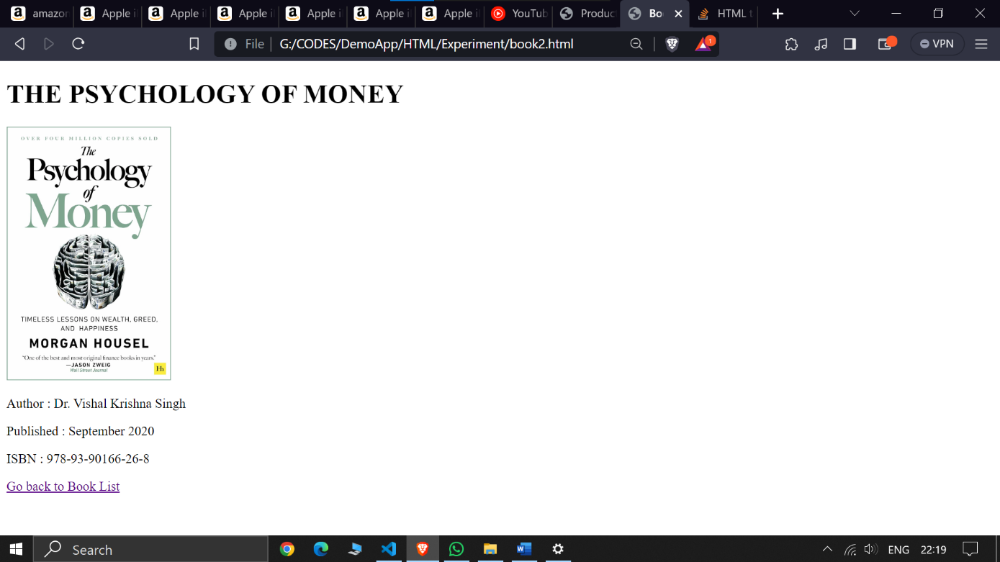 amazon
Apple i
Apple i
Apple i
Apple i
Apple i
Apple i
YouTub
Produc
Bo
HTML t
File
G:/CODES/DemoApp/HTML/Experiment/book2.html
1
VPN
THE PSYCHOLOGY OF MONEY
OVER FOUR MILLION COPIES SOLD
The
Psychology
of
Money
TIMELESS LESSONS ON WEALTH, GREED,
AND HAPPINESS
MORGAN HOUSEL
"One of the best and most original finance books in years."
—JASON ZWEIG
Wall Street Journal
Hh
Author : Dr. Vishal Krishna Singh
Published : September 2020
ISBN : 978-93-90166-26-8
Go back to Book List
Search
ENG
22:19